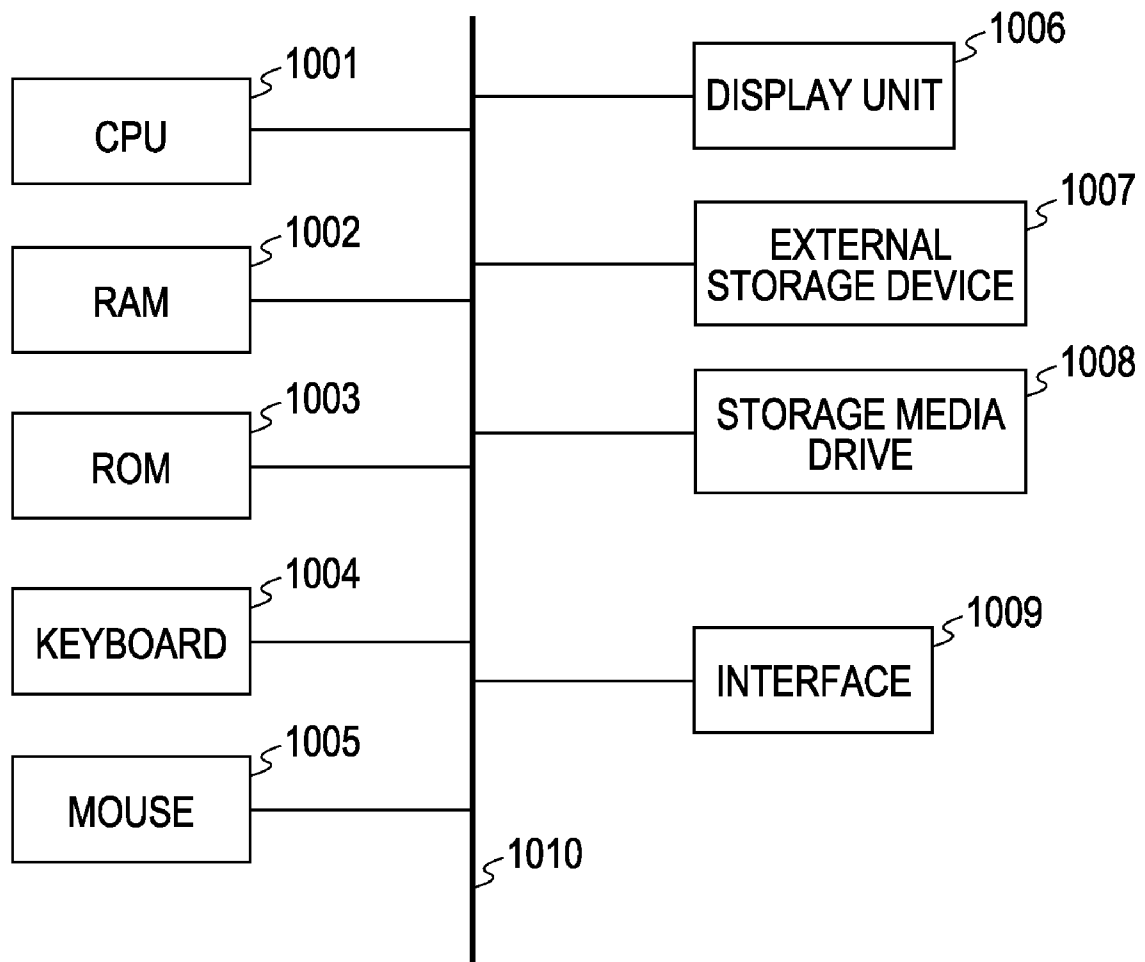 1001
CPU
1002
RAM
1003
ROM
1004
KEYBOARD
1005
MOUSE
1006
DISPLAY UNIT
1007
EXTERNAL
STORAGE DEVICE
1008
STORAGE MEDIA
DRIVE
1009
INTERFACE
1010